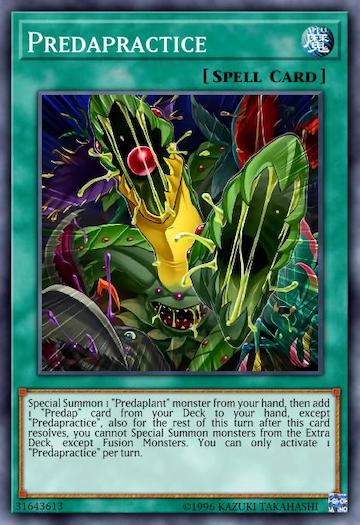 Predapractice
[Spell Card]
Special Summon 1 "Predaplant" monster from your hand, then add
1 "Predap" card from your Deck to your hand, except
"Predapractice", also for the rest of this turn after this card
resolves, you cannot Special Summon monsters from the Extra
Deck, except Fusion Monsters. You can only activate 1
"Predapractice" per turn.
31643613
©1996 KAZUKI TAKAHASHI